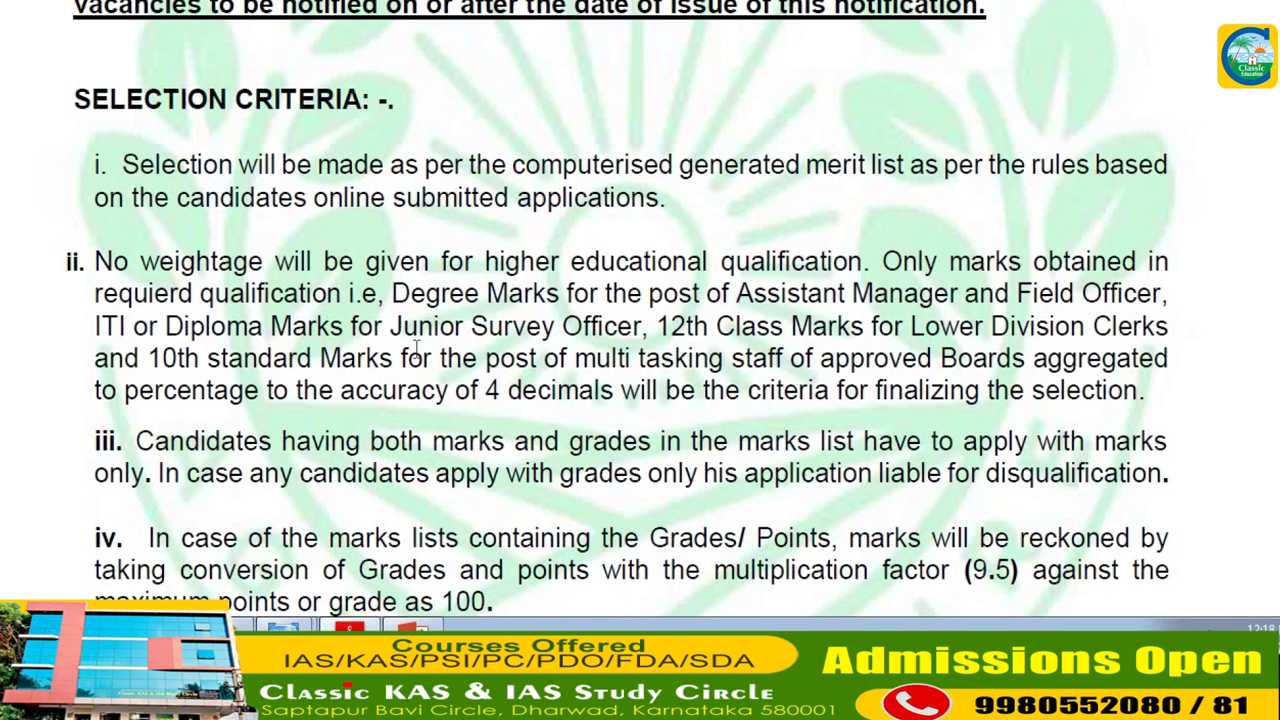 vacancies to be notified on or after the date of issue of this notification.
Classic
Education
SELECTION CRITERIA: -.
i. Selection will be made as per the computerised generated merit list as per the rules based
on the candidates online submitted applications.
ii. No weightage will be given for higher educational qualification. Only marks obtained in
requierd qualification i.e, Degree Marks for the post of Assistant Manager and Field Officer,
ITI or Diploma Marks for Junior Survey Officer, 12th Class Marks for Lower Division Clerks
and 10th standard Marks for the post of multi tasking staff of approved Boards aggregated
to percentage to the accuracy of 4 decimals will be the criteria for finalizing the selection.
iii. Candidates having both marks and grades in the marks list have to apply with marks
only. In case any candidates apply with grades only his application liable for disqualification.
iv. In case of the marks lists containing the Grades/ Points, marks will be reckoned by
taking conversion of Grades and points with the multiplication factor (9.5) against the
maximum points or grade as 100.
12:18
Courses Offered
IAS/KAS/PSI/PC/PDO/FDA/SDA
Admissions Open
Classic KAS & IAS Study Circle
Saptapur Bavi Circle, Dharwad, Karnataka 580001
9980552080 / 81